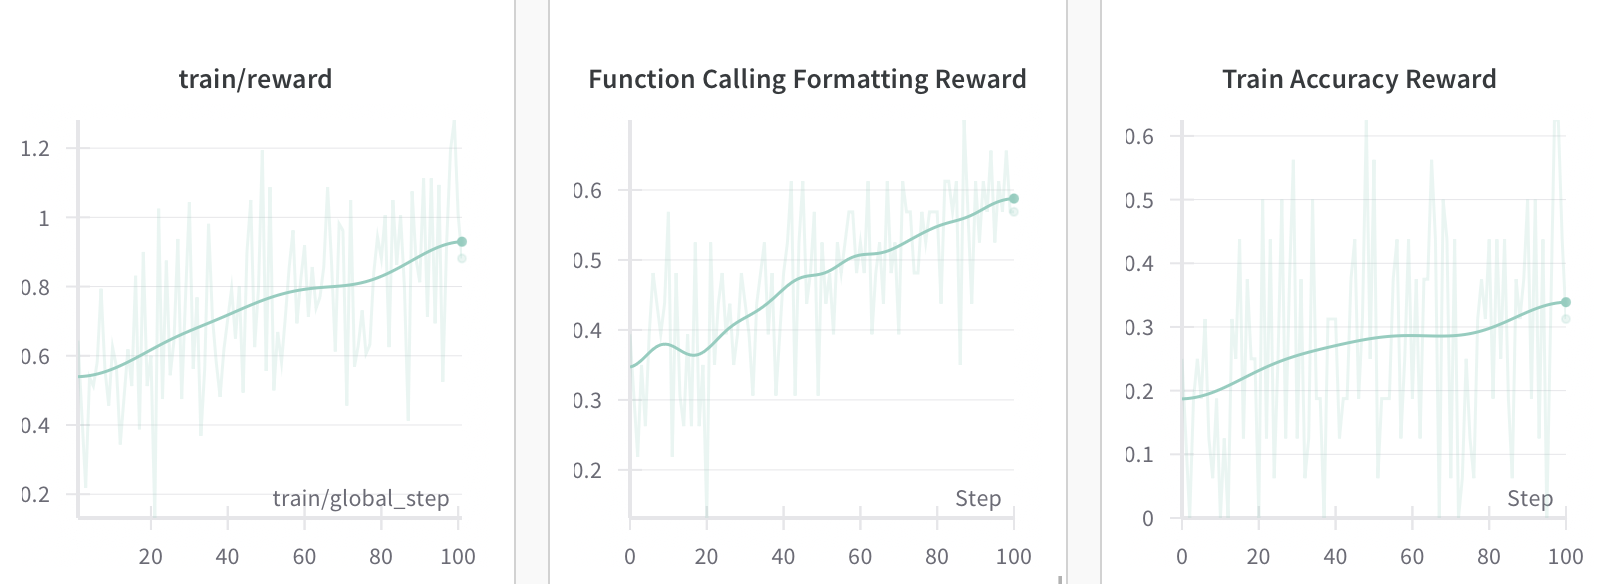 train/reward
1.2
1
0.8
0.6
0.4
0.2
train/global_step
20 40 60 80 100
Function Calling Formatting Reward
0.6
0.5
0.4
0.3
0.2
Step
0 20 40 60 80 100
Train Accuracy Reward
0.6
0.5
0.4
0.3
0.2
0.1
0
Step
0 20 40 60 80 100